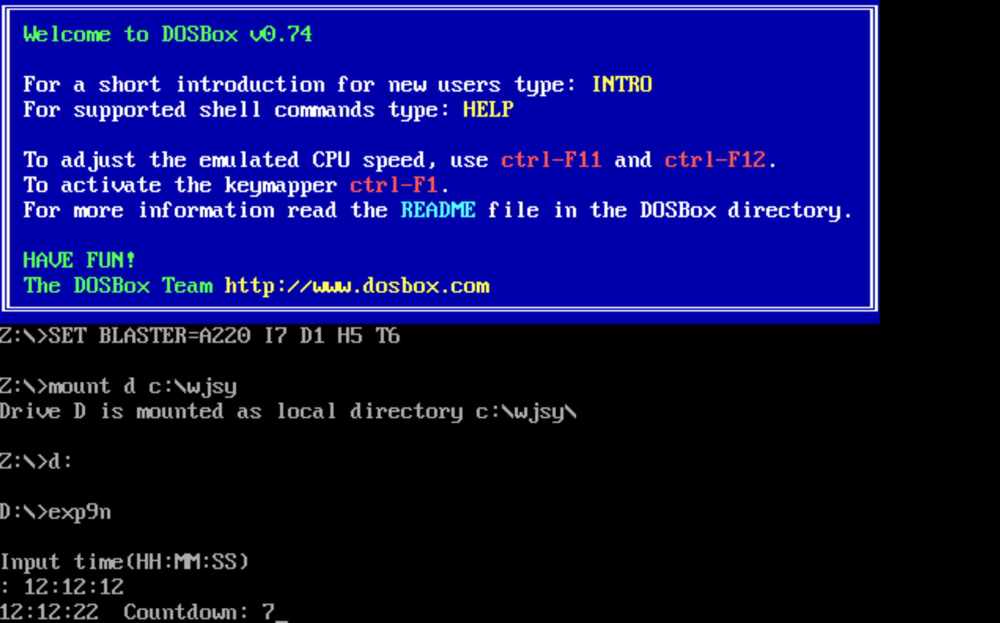 Welcome to DOSBox v0.74
For a short introduction for new users type: INTRO
For supported shell commands type: HELP
To adjust the emulated CPU speed, use ctrl-F11 and ctrl-F12.
To activate the keymapper ctrl-F1.
For more information read the README file in the DOSBox directory.
HAVE FUN!
The DOSBox Team http://www.dosbox.com
Z:\>SET BLASTER=A220 I7 D1 H5 T6
Z:\>mount d c:\wjsy
Drive D is mounted as local directory c:\wjsy\
Z:\>d:
D:\>exp9n
Input time(HH:MM:SS)
: 12:12:12
12:12:22  Countdown: 7_